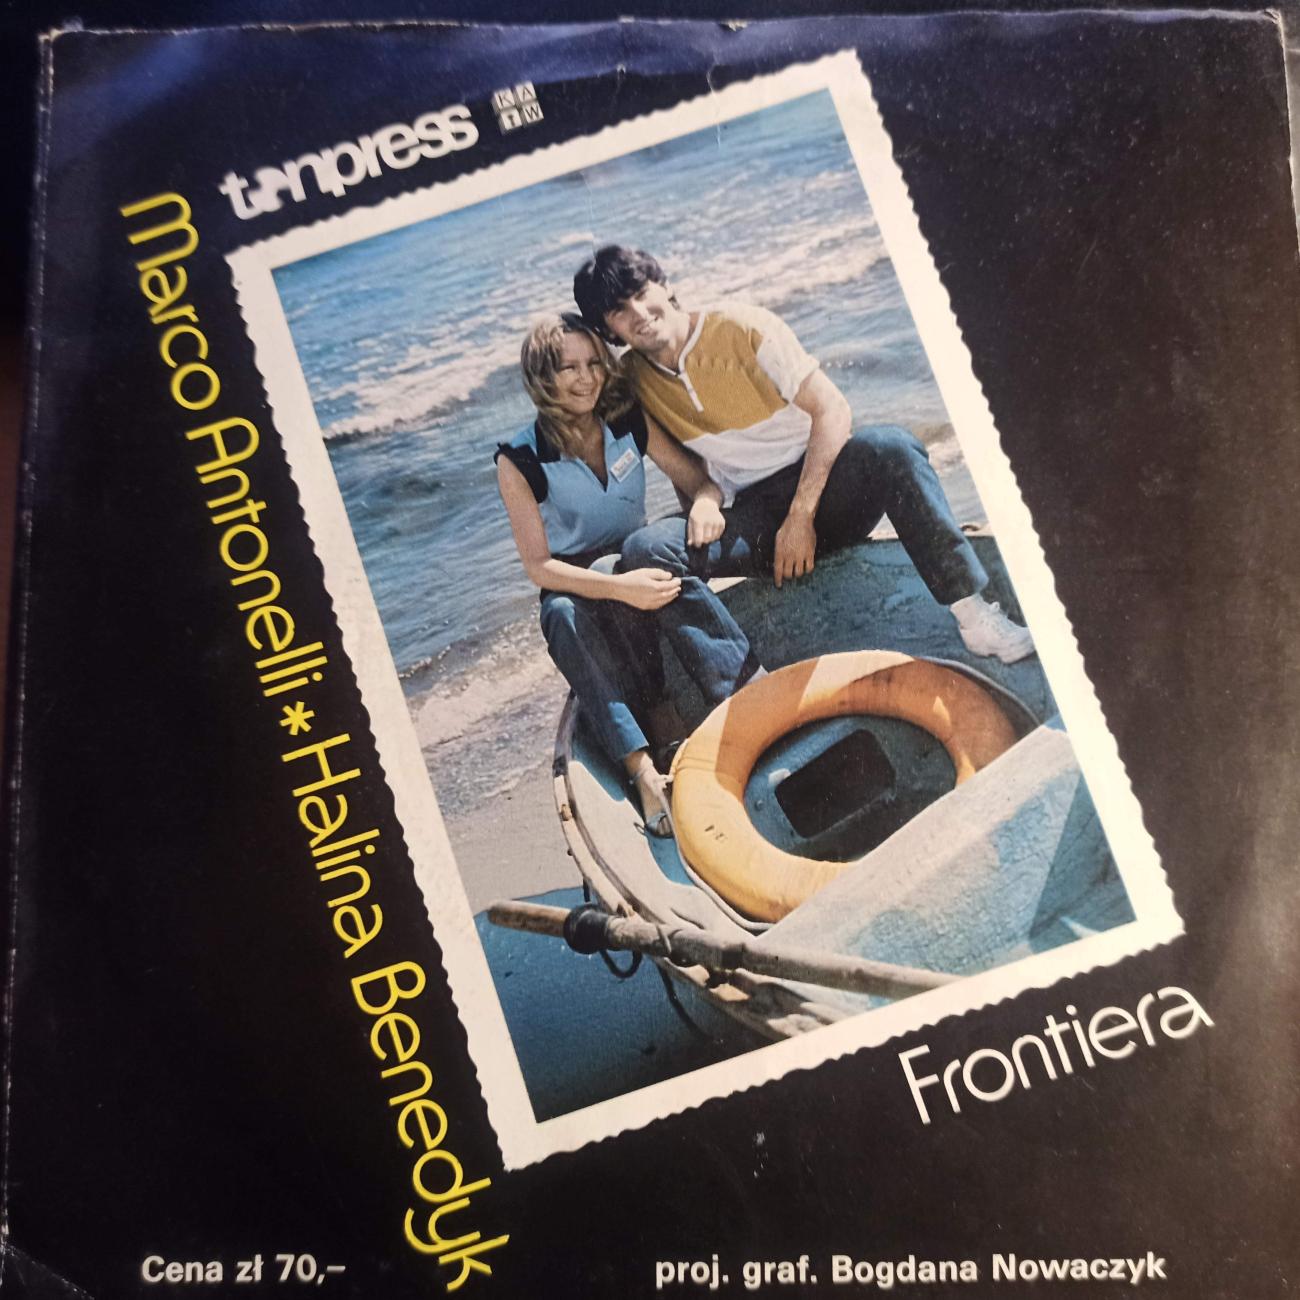 tonpress
KAW
Marco Antonelli * Halina Benedyk
Frontiera
Cena zł 70,–
proj. graf. Bogdana Nowaczyk